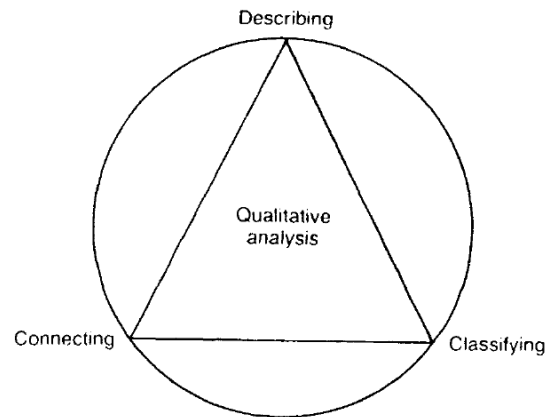 Describing
Qualitative
analysis
Connecting
Classifying